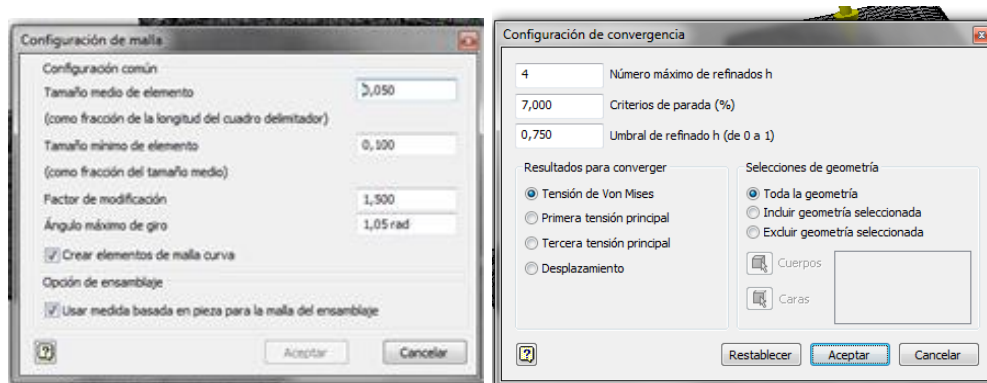 Configuración de malla
Configuración común
Tamaño medio de elemento
0,050
(como fracción de la longitud del cuadro delimitador)
Tamaño mínimo de elemento
0,100
(como fracción del tamaño medio)
Factor de modificación
1,500
Ángulo máximo de giro
1,05 rad
Crear elementos de malla curva
Opción de ensamblaje
Usar medida basada en pieza para la malla del ensamblaje
Aceptar
Cancelar
Configuración de convergencia
4
Número máximo de refinados h
7,000
Criterios de parada (%)
0,750
Umbral de refinado h (de 0 a 1)
Resultados para converger
Tensión de Von Mises
Primera tensión principal
Tercera tensión principal
Desplazamiento
Selecciones de geometría
Toda la geometría
Incluir geometría seleccionada
Excluir geometría seleccionada
Cuerpos
Caras
Restablecer
Aceptar
Cancelar